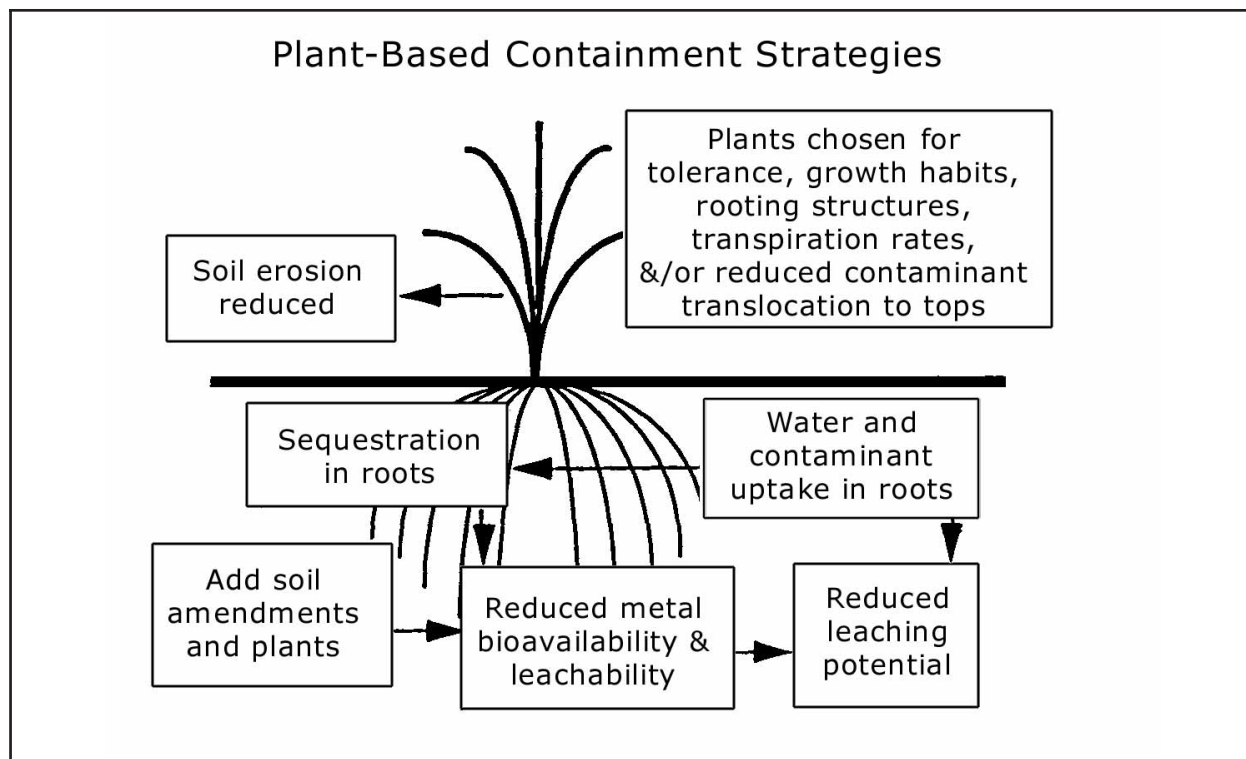 Plant-Based Containment Strategies
Plants chosen for
tolerance, growth habits,
rooting structures,
transpiration rates,
&/or reduced contaminant
translocation to tops
Soil erosion
reduced
Sequestration
in roots
Water and
contaminant
uptake in roots
Add soil
amendments
and plants
Reduced metal
bioavailability &
leachability
Reduced
leaching
potential